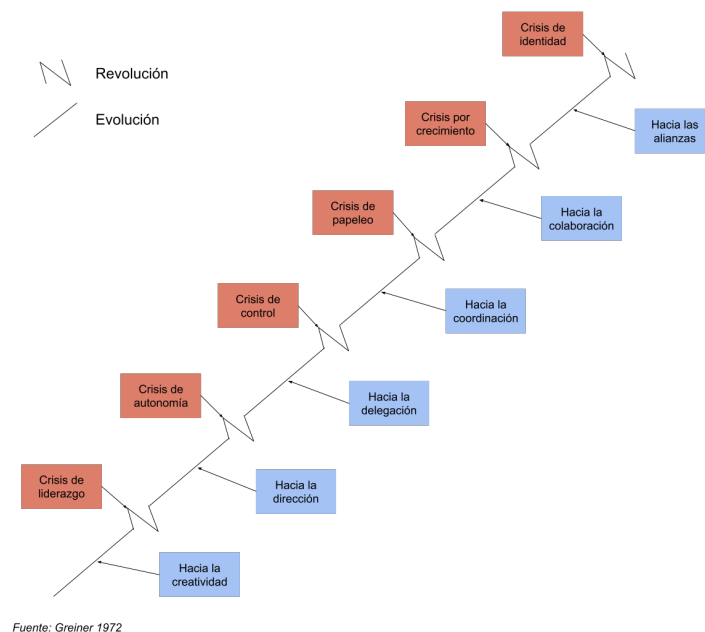 Crisis de
identidad
Revolución
Evolución
Crisis por
crecimiento
Hacia las
alianzas
Crisis de
papeleo
Hacia la
colaboración
Crisis de
control
Hacia la
coordinación
Crisis de
autonomía
Hacia la
delegación
Crisis de
liderazgo
Hacia la
dirección
Hacia la
creatividad
Fuente: Greiner 1972